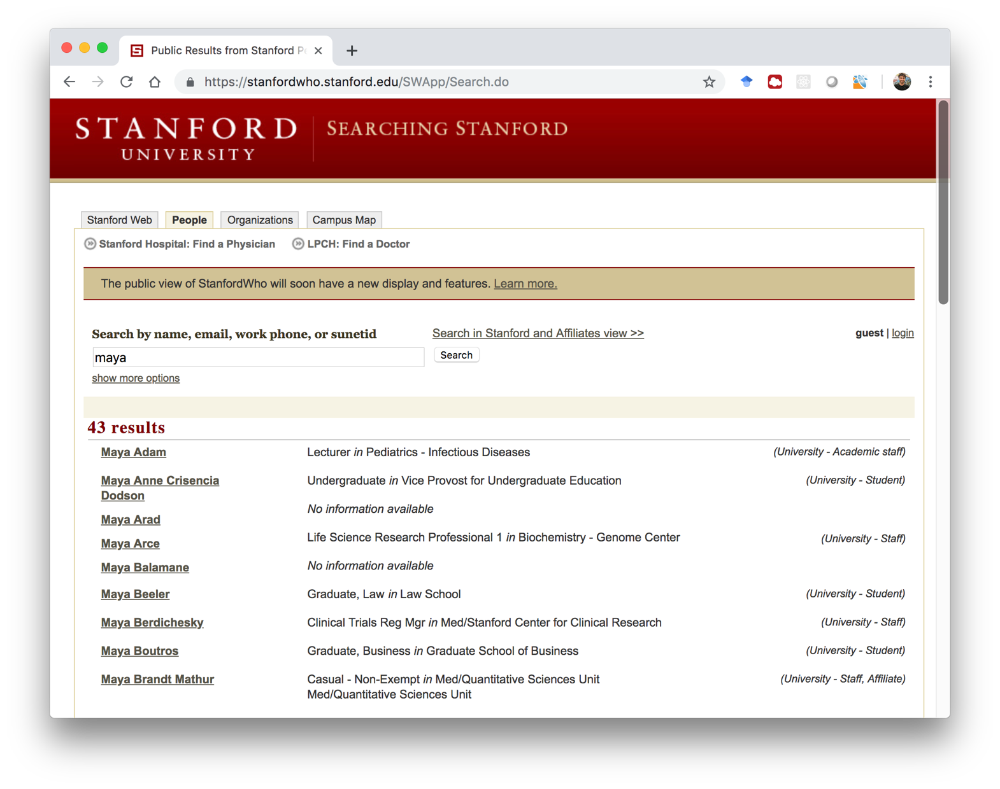 Public Results from Stanford Pe
https://stanfordwho.stanford.edu/SWApp/Search.do
STANFORD
UNIVERSITY
SEARCHING STANFORD
Stanford Web People Organizations Campus Map
Stanford Hospital: Find a Physician LPCH: Find a Doctor
The public view of StanfordWho will soon have a new display and features. Learn more.
Search by name, email, work phone, or sunetid Search in Stanford and Affiliates view >> guest | login
maya Search
show more options
43 results
Maya Adam Lecturer in Pediatrics - Infectious Diseases (University - Academic staff)
Maya Anne Crisencia Undergraduate in Vice Provost for Undergraduate Education (University - Student)
Dodson
No information available
Maya Arad
Life Science Research Professional 1 in Biochemistry - Genome Center (University - Staff)
Maya Arce
Maya Balamane No information available
Maya Beeler Graduate, Law in Law School (University - Student)
Maya Berdichesky Clinical Trials Reg Mgr in Med/Stanford Center for Clinical Research (University - Staff)
Maya Boutros Graduate, Business in Graduate School of Business (University - Student)
Maya Brandt Mathur Casual - Non-Exempt in Med/Quantitative Sciences Unit (University - Staff, Affiliate)
Med/Quantitative Sciences Unit